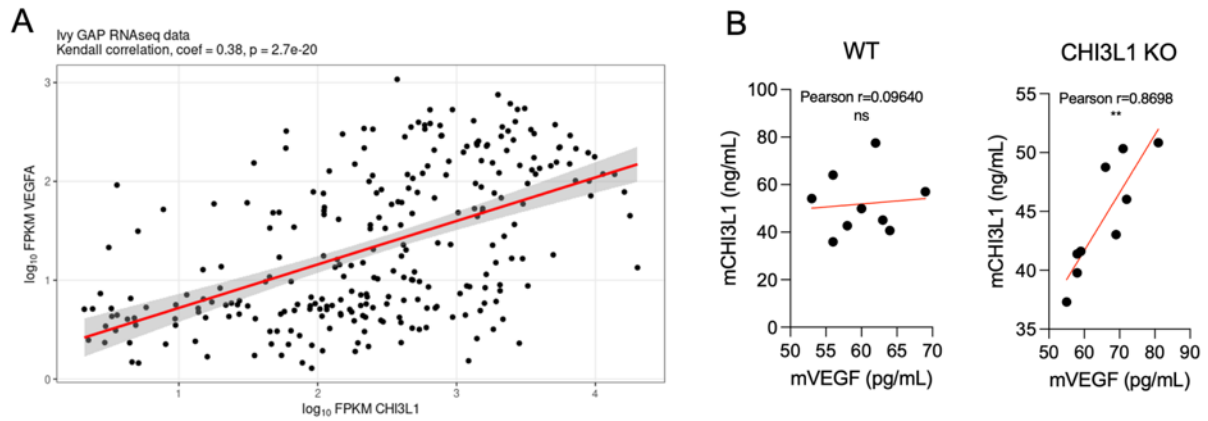 A
Ivy GAP RNAseq data
Kendall correlation, coef = 0.38, p = 2.7e-20
3
2
1
0
log₁₀ FPKM VEGFA
1 2 3 4
log₁₀ FPKM CHI3L1
B
WT
Pearson r=0.09640
ns
100
80
60
40
20
0
mCHI3L1 (ng/mL)
50 55 60 65 70
mVEGF (pg/mL)
CHI3L1 KO
Pearson r=0.8698
**
55
50
45
40
35
mCHI3L1 (ng/mL)
50 60 70 80 90
mVEGF (pg/mL)